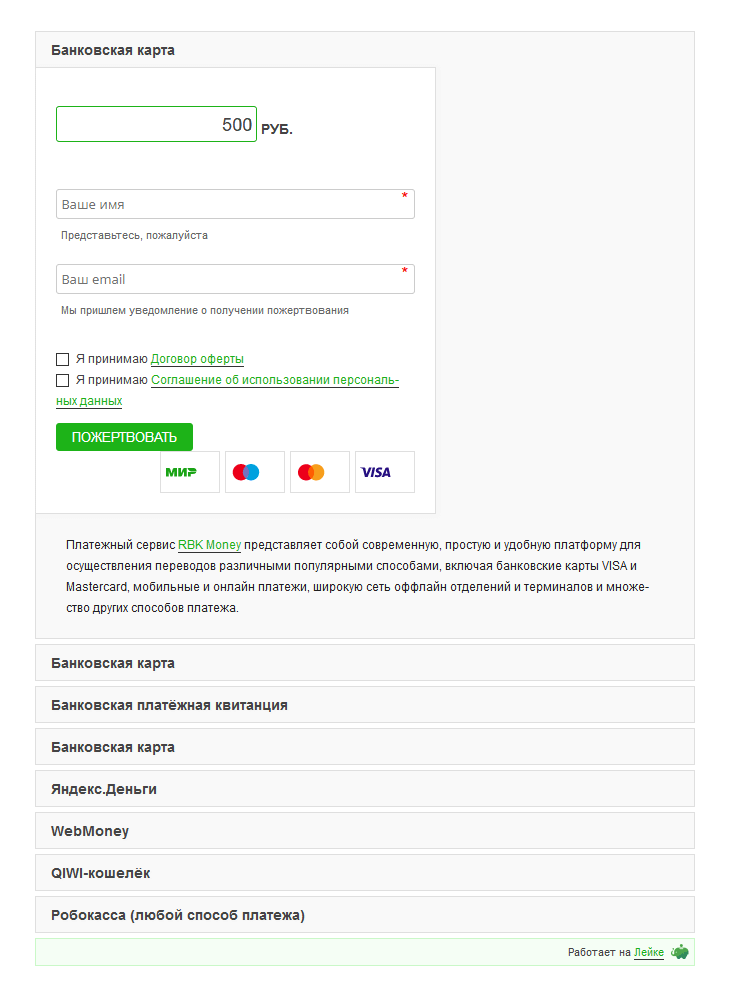 Банковская карта
500 РУБ.
Ваше имя *
Представьтесь, пожалуйста
Ваш email *
Мы пришлем уведомление о получении пожертвования
Я принимаю Договор оферты
Я принимаю Соглашение об использовании персональ-
ных данных
ПОЖЕРТВОВАТЬ
МИР VISA
Платежный сервис RBK Money представляет собой современную, простую и удобную платформу для
осуществления переводов различными популярными способами, включая банковские карты VISA и
Mastercard, мобильные и онлайн платежи, широкую сеть оффлайн отделений и терминалов и множе-
ство других способов платежа.
Банковская карта
Банковская платёжная квитанция
Банковская карта
Яндекс.Деньги
WebMoney
QIWI-кошелёк
Робокасса (любой способ платежа)
Работает на Лейке